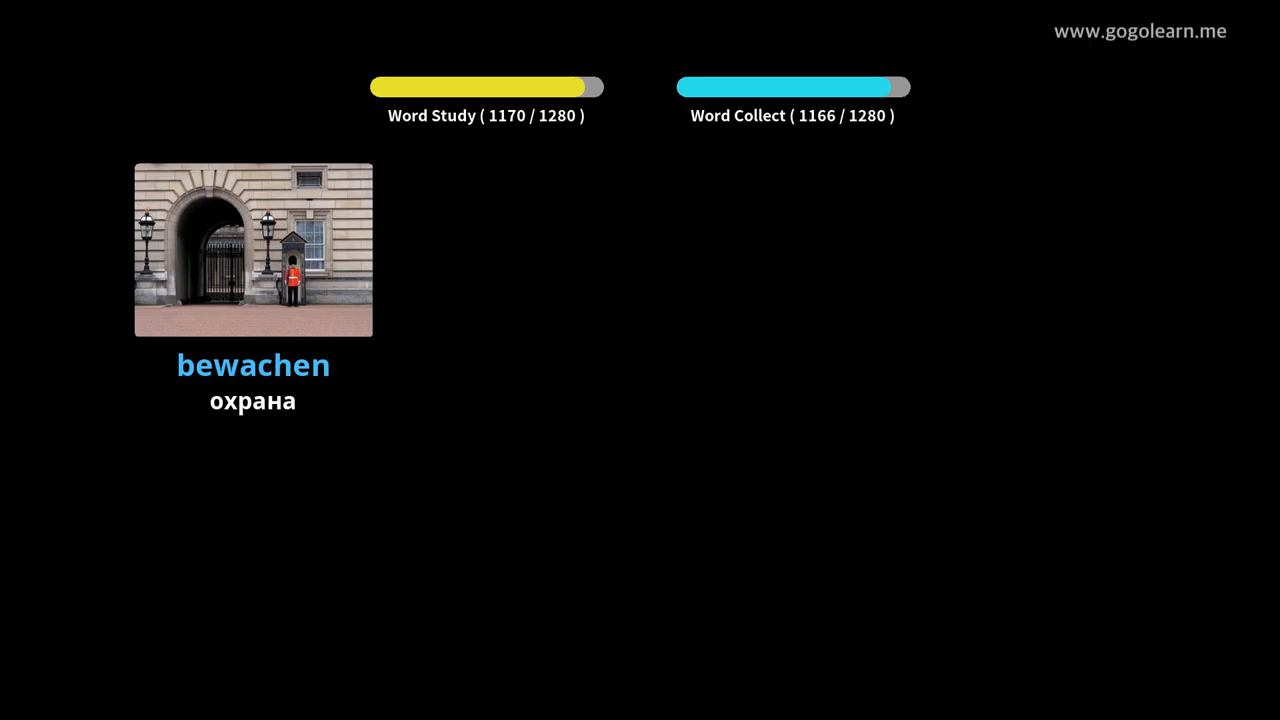 www.gogolearn.me
Word Study ( 1170 / 1280 )
Word Collect ( 1166 / 1280 )
bewachen
охрана